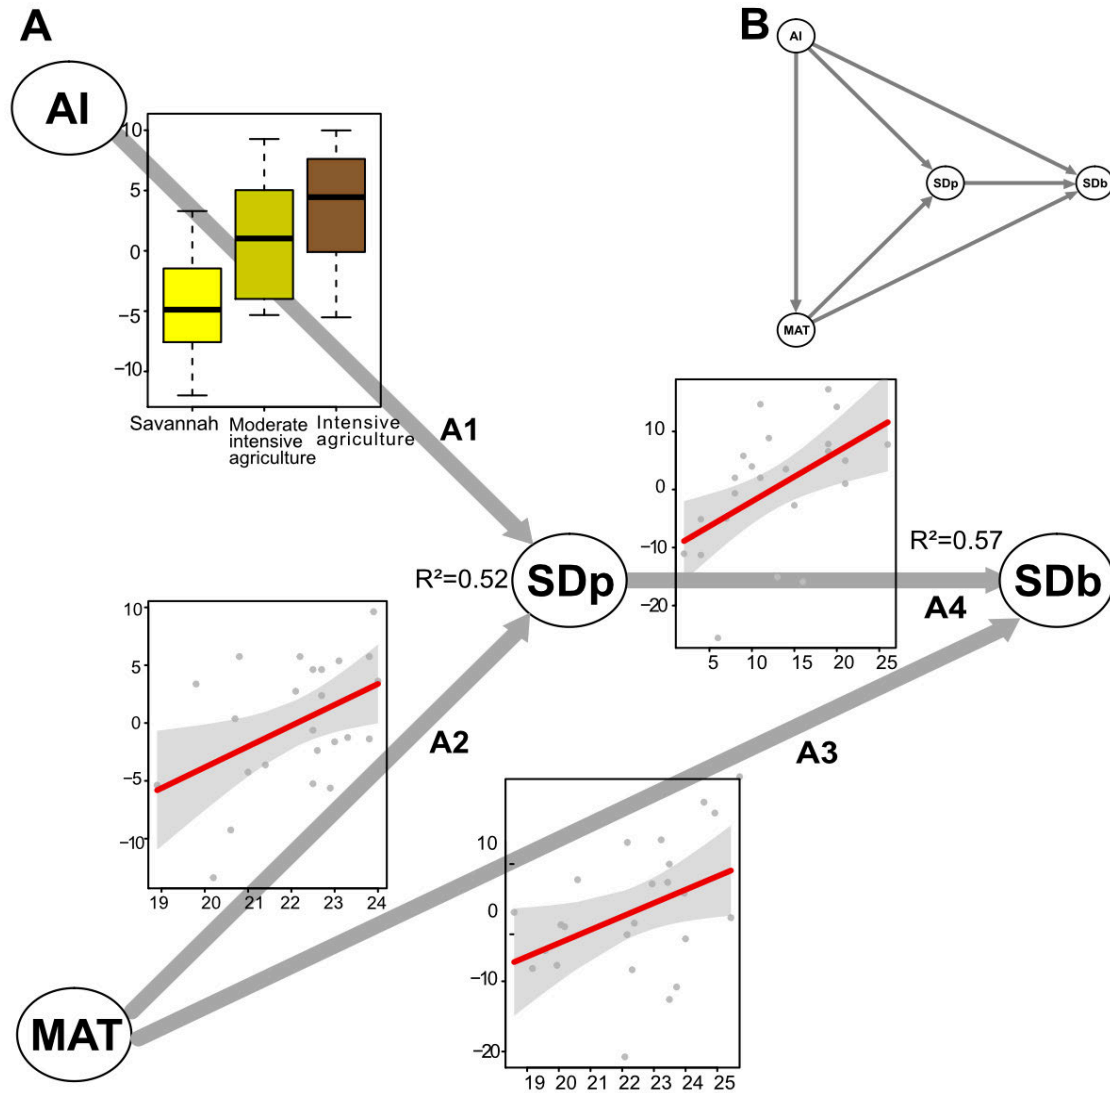 A
B
AI
AI
10
5
0
−5
−10
Savannah
Moderate
intensive
agriculture
Intensive
agriculture
A1
SDp
SDb
MAT
10
0
−10
−20
5 10 15 20 25
R²=0.52
SDp
R²=0.57
SDb
A4
10
5
0
−5
−10
19 20 21 22 23 24
A2
A3
10
0
−10
−20
19 20 21 22 23 24 25
MAT